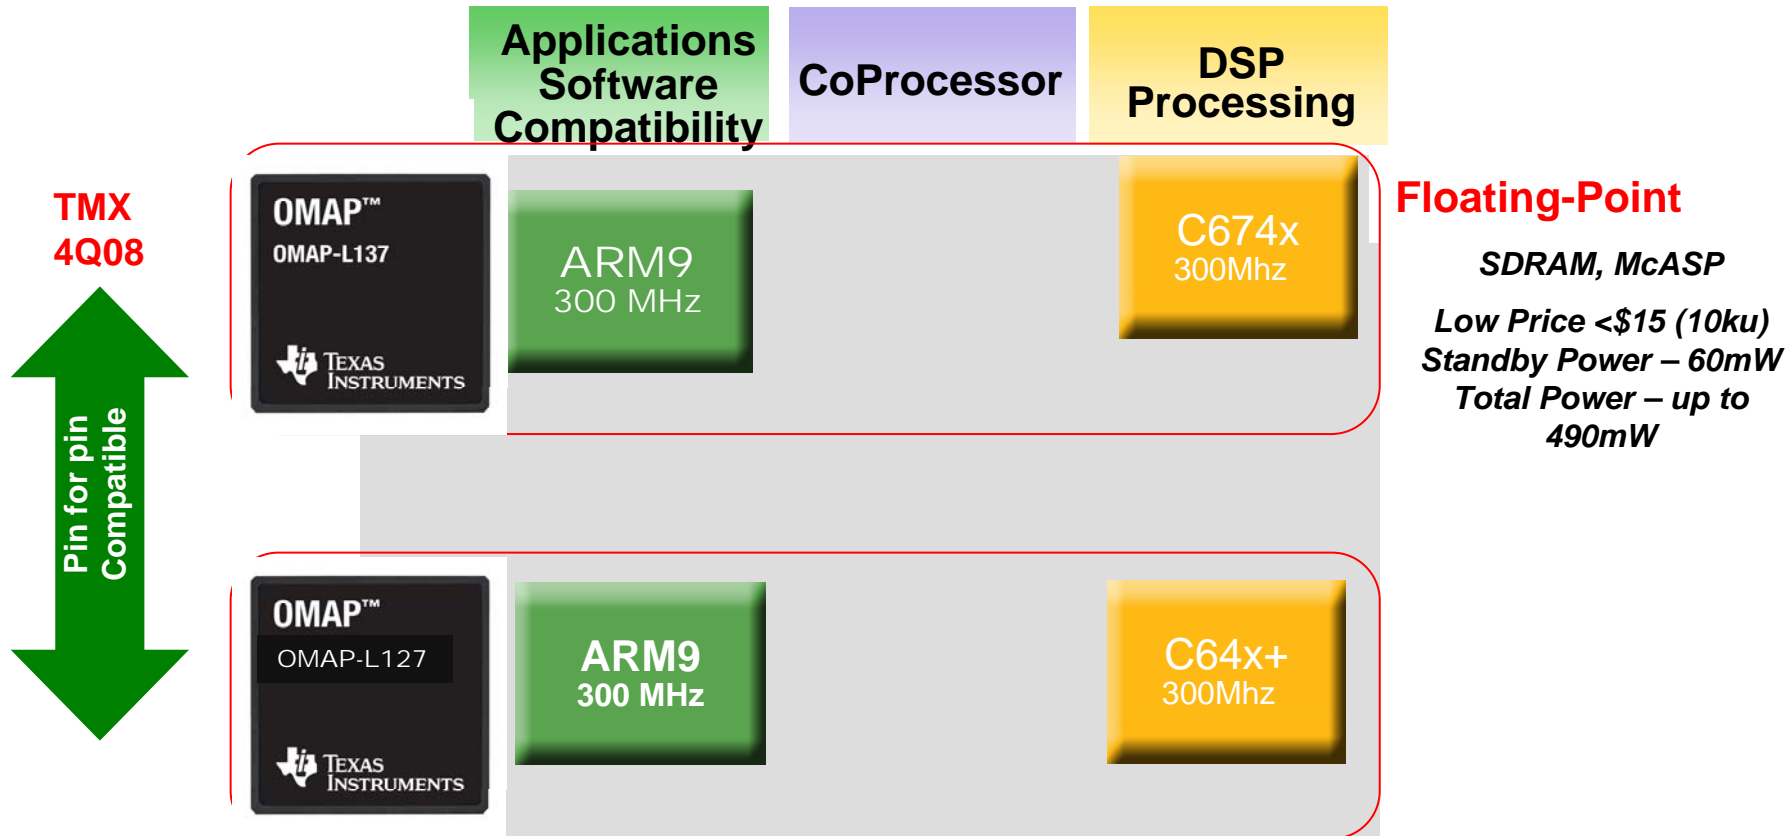 Applications
Software
Compatibility
CoProcessor
DSP
Processing
TMX
4Q08
OMAP™
OMAP-L137
TEXAS
INSTRUMENTS
ARM9
300 MHz
C674x
300Mhz
Floating-Point
SDRAM, McASP
Low Price <$15 (10ku)
Standby Power – 60mW
Total Power – up to
490mW
Pin for pin
Compatible
OMAP™
OMAP-L127
TEXAS
INSTRUMENTS
ARM9
300 MHz
C64x+
300Mhz